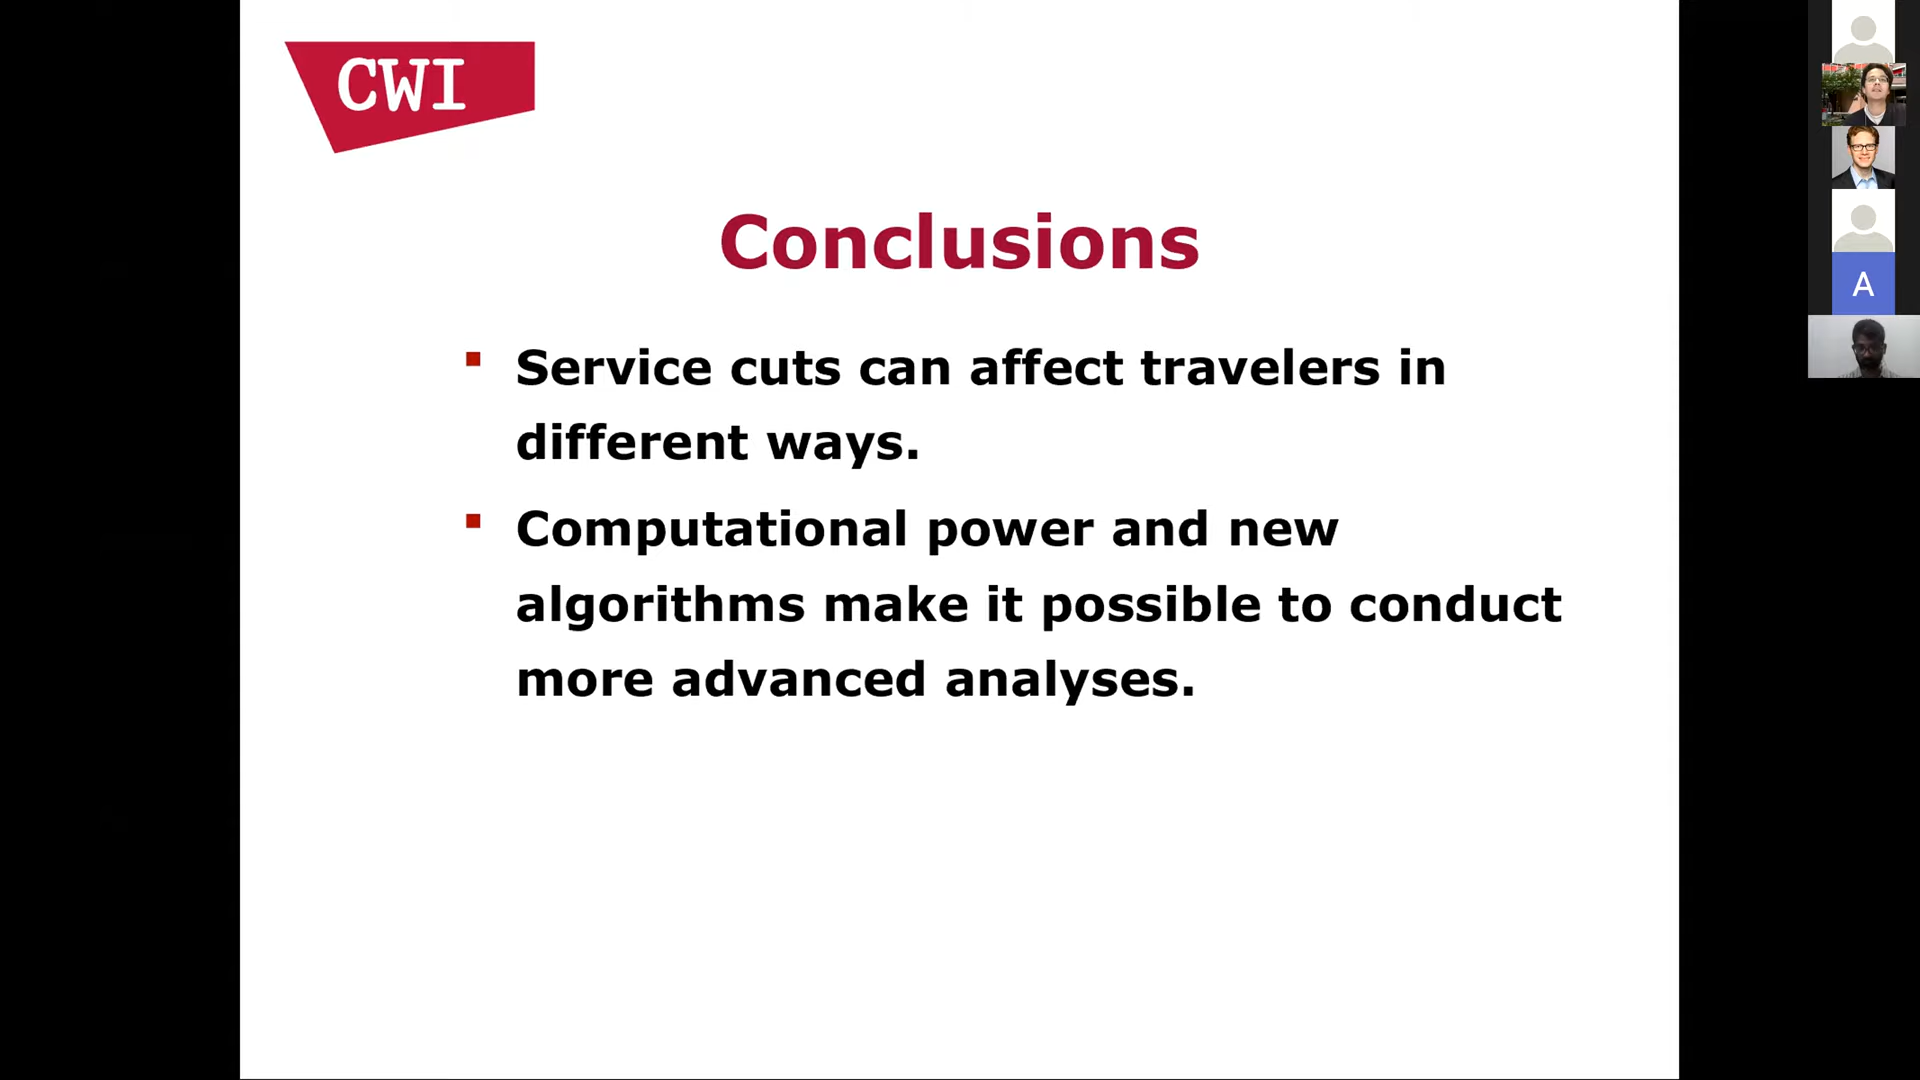 CWI
Conclusions
Service cuts can affect travelers in
different ways.
Computational power and new
algorithms make it possible to conduct
more advanced analyses.
A